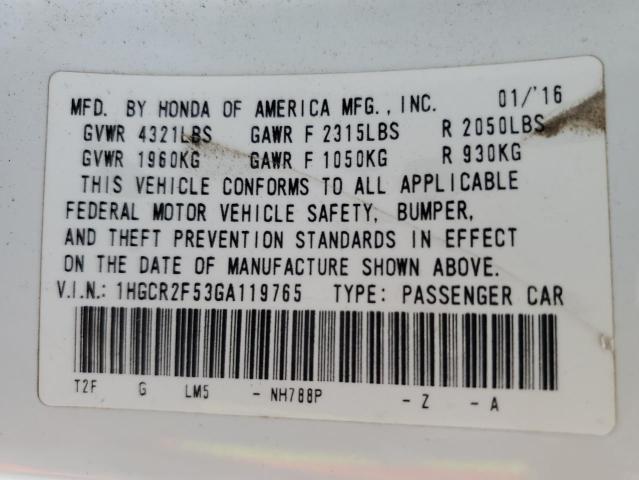 MFD. BY HONDA OF AMERICA MFG., INC. 01/'16
GVWR 4321LBS GAWR F 2315LBS R 2050LBS
GVWR 1960KG GAWR F 1050KG R 930KG
THIS VEHICLE CONFORMS TO ALL APPLICABLE
FEDERAL MOTOR VEHICLE SAFETY, BUMPER,
AND THEFT PREVENTION STANDARDS IN EFFECT
ON THE DATE OF MANUFACTURE SHOWN ABOVE.
V.I.N.: 1HGCR2F53GA119765 TYPE: PASSENGER CAR
T2F G LM5 - NH788P - Z - A